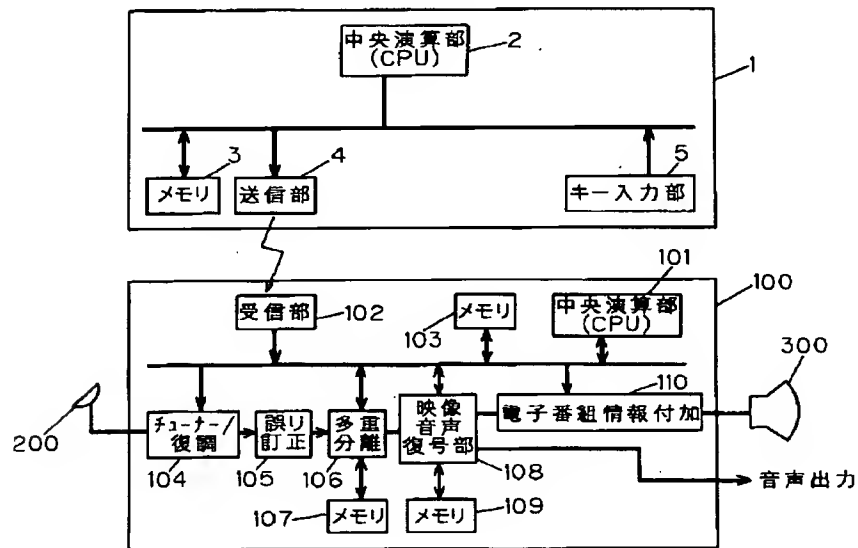 中央演算部
(CPU)
2
1
3
4
5
メモリ
送信部
キー入力部
101
100
受信部
102
103
メモリ
中央演算部
(CPU)
110
300
200
チューナー/
復調
誤り
訂正
多重
分離
映像
音声
復号部
電子番組情報付加
104
105
106
108
音声出力
107
メモリ
メモリ
109